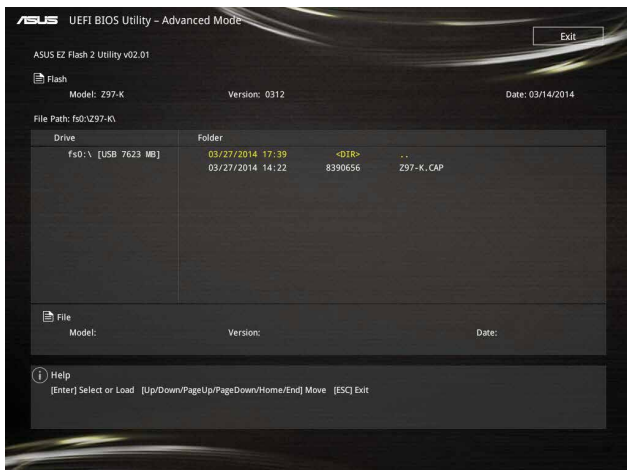 ASUS UEFI BIOS Utility – Advanced Mode
Exit
ASUS EZ Flash 2 Utility v02.01
Flash
Model: Z97-K Version: 0312 Date: 03/14/2014
File Path: fs0:\Z97-K\
Drive Folder
fs0:\ [USB 7623 MB] 03/27/2014 17:39 <DIR> ..
03/27/2014 14:22 8390656 Z97-K.CAP
File
Model: Version: Date:
i Help
[Enter] Select or Load [Up/Down/PageUp/PageDown/Home/End] Move [ESC] Exit